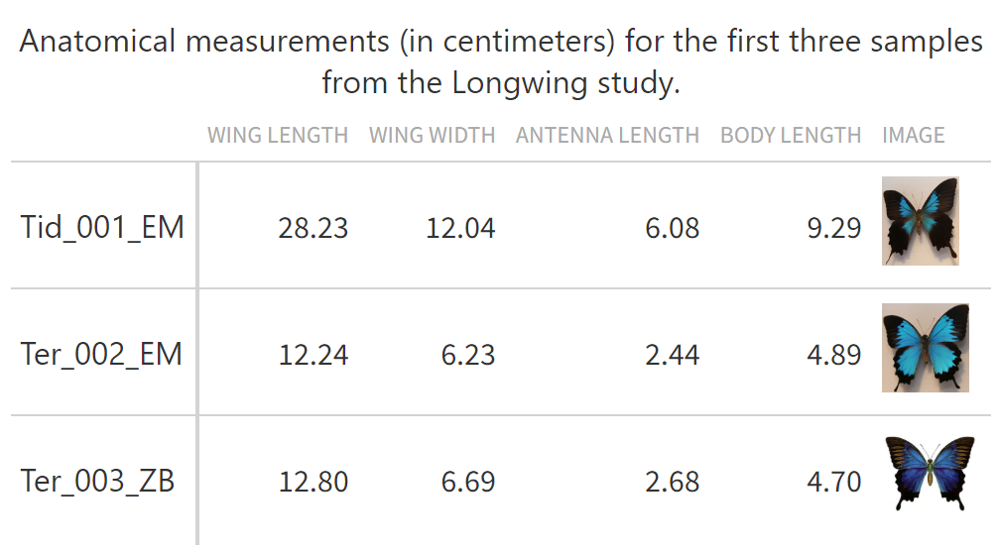 Anatomical measurements (in centimeters) for the first three samples
from the Longwing study.
WING LENGTH WING WIDTH ANTENNA LENGTH BODY LENGTH IMAGE
Tid_001_EM 28.23 12.04 6.08 9.29
Ter_002_EM 12.24 6.23 2.44 4.89
Ter_003_ZB 12.80 6.69 2.68 4.70